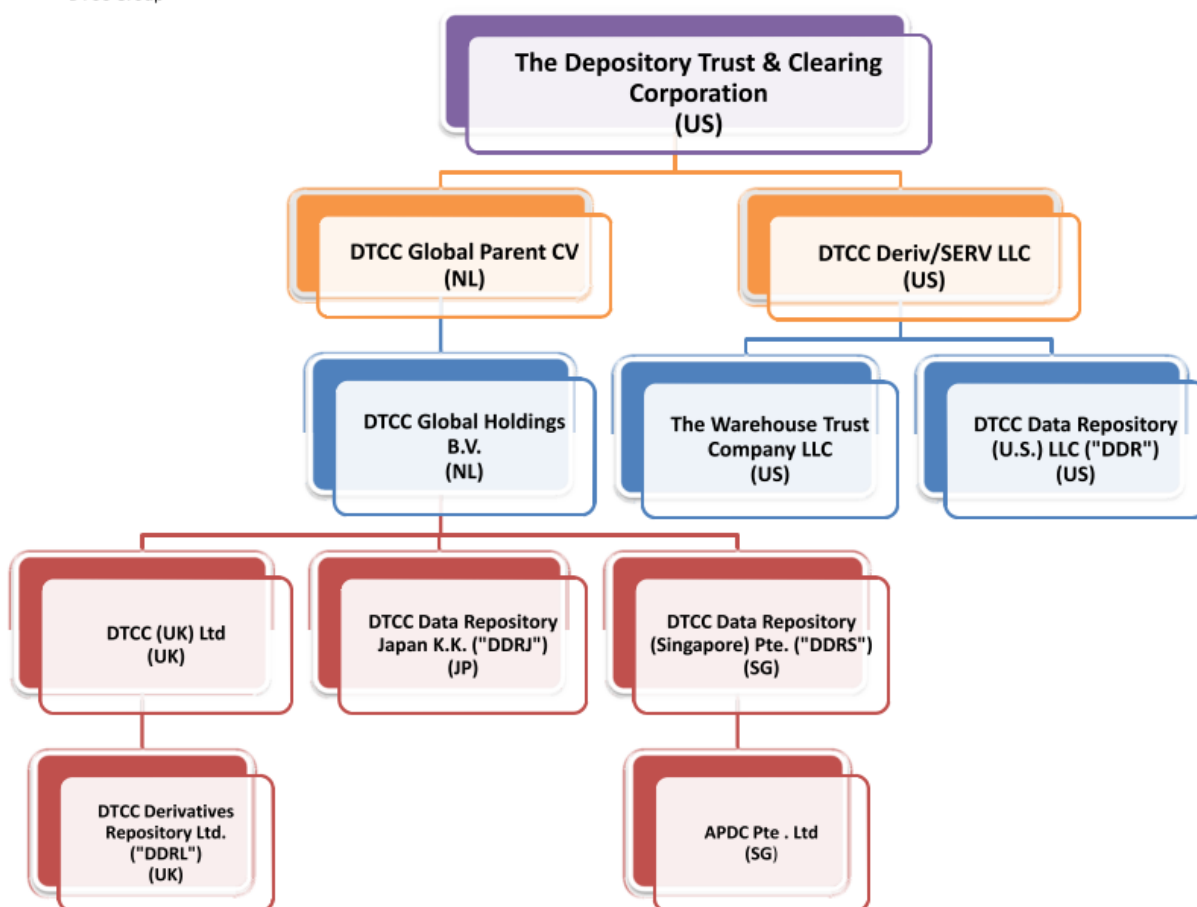 The Depository Trust & Clearing
Corporation
(US)
DTCC Global Parent CV
(NL)
DTCC Deriv/SERV LLC
(US)
DTCC Global Holdings
B.V.
(NL)
The Warehouse Trust
Company LLC
(US)
DTCC Data Repository
(U.S.) LLC ("DDR")
(US)
DTCC (UK) Ltd
(UK)
DTCC Data Repository
Japan K.K. ("DDRJ")
(JP)
DTCC Data Repository
(Singapore) Pte. ("DDRS")
(SG)
DTCC Derivatives
Repository Ltd.
("DDRL")
(UK)
APDC Pte . Ltd
(SG)